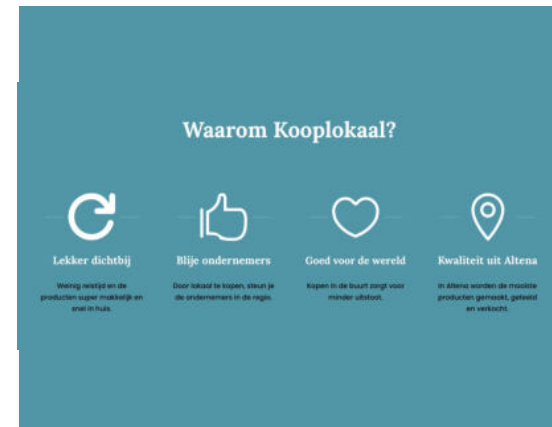 Waarom Kooplokaal?
Lekker dichtbij
Weinig reistijd en de
producten super makkelijk en
snel in huis.
Blije ondernemers
Door lokaal te kopen, steun je
de ondernemers in de regio.
Goed voor de wereld
Kopen in de buurt zorgt voor
minder uitstoot.
Kwaliteit uit Altena
In Altena worden de mooiste
producten gemaakt, geteeld
en verkocht.